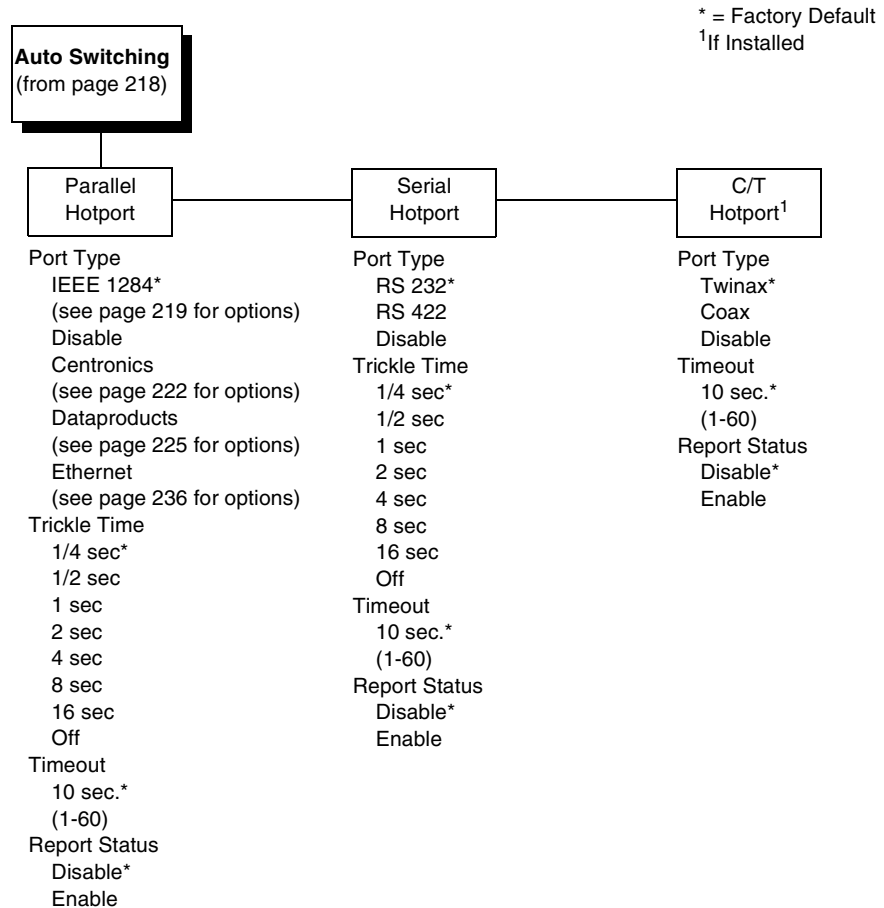 * = Factory Default
¹If Installed
Auto Switching
(from page 218)
Parallel
Hotport
Serial
Hotport
C/T
Hotport¹
Port Type
IEEE 1284*
(see page 219 for options)
Disable
Centronics
(see page 222 for options)
Dataproducts
(see page 225 for options)
Ethernet
(see page 236 for options)
Trickle Time
1/4 sec*
1/2 sec
1 sec
2 sec
4 sec
8 sec
16 sec
Off
Timeout
10 sec.*
(1-60)
Report Status
Disable*
Enable
Port Type
RS 232*
RS 422
Disable
Trickle Time
1/4 sec*
1/2 sec
1 sec
2 sec
4 sec
8 sec
16 sec
Off
Timeout
10 sec.*
(1-60)
Report Status
Disable*
Enable
Port Type
Twinax*
Coax
Disable
Timeout
10 sec.*
(1-60)
Report Status
Disable*
Enable